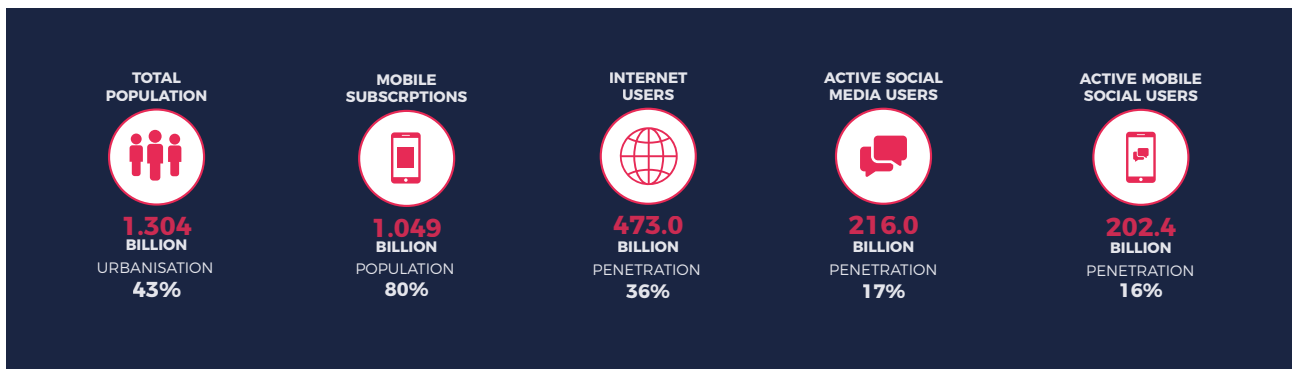 TOTAL
POPULATION
1.304
BILLION
URBANISATION
43%
MOBILE
SUBSCRPTIONS
1.049
BILLION
POPULATION
80%
INTERNET
USERS
473.0
BILLION
PENETRATION
36%
ACTIVE SOCIAL
MEDIA USERS
216.0
BILLION
PENETRATION
17%
ACTIVE MOBILE
SOCIAL USERS
202.4
BILLION
PENETRATION
16%